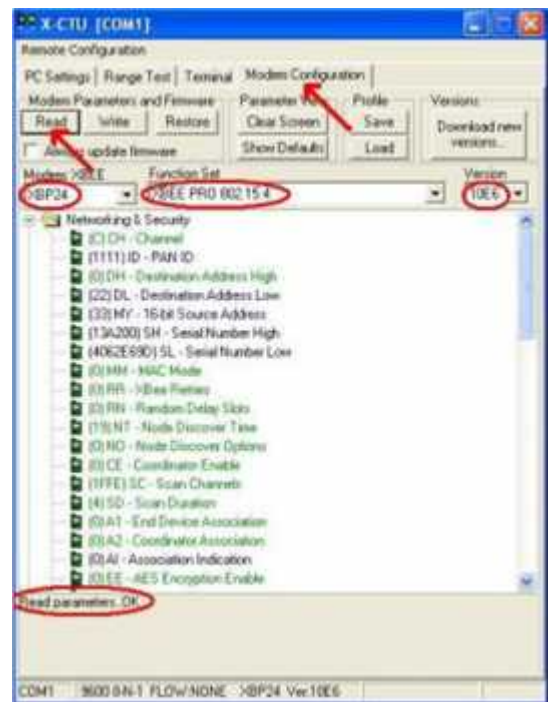 X-CTU [COM1]
Remote Configuration
PC Settings Range Test Terminal Modem Configuration
Modem Parameters and Firmware Parameter View Profile Versions
Read Write Restore Clear Screen Save Download new versions...
Always update firmware Show Defaults Load
Modem: XBEE Function Set Version
XBP24 XBEE PRO 802.15.4 10E6
Networking & Security
(C) CH - Channel
(1111) ID - PAN ID
(0) DH - Destination Address High
(22) DL - Destination Address Low
(33) MY - 16-bit Source Address
(13A200) SH - Serial Number High
(4062E69D) SL - Serial Number Low
(0) MM - MAC Mode
(0) RR - XBee Retries
(0) RN - Random Delay Slots
(19) NT - Node Discover Time
(0) NO - Node Discover Options
(0) CE - Coordinator Enable
(1FFE) SC - Scan Channels
(4) SD - Scan Duration
(0) A1 - End Device Association
(0) A2 - Coordinator Association
(0) AI - Association Indication
(0) EE - AES Encryption Enable
Read parameters..OK
COM1 9600 8-N-1 FLOW:NONE XBP24 Ver:10E6